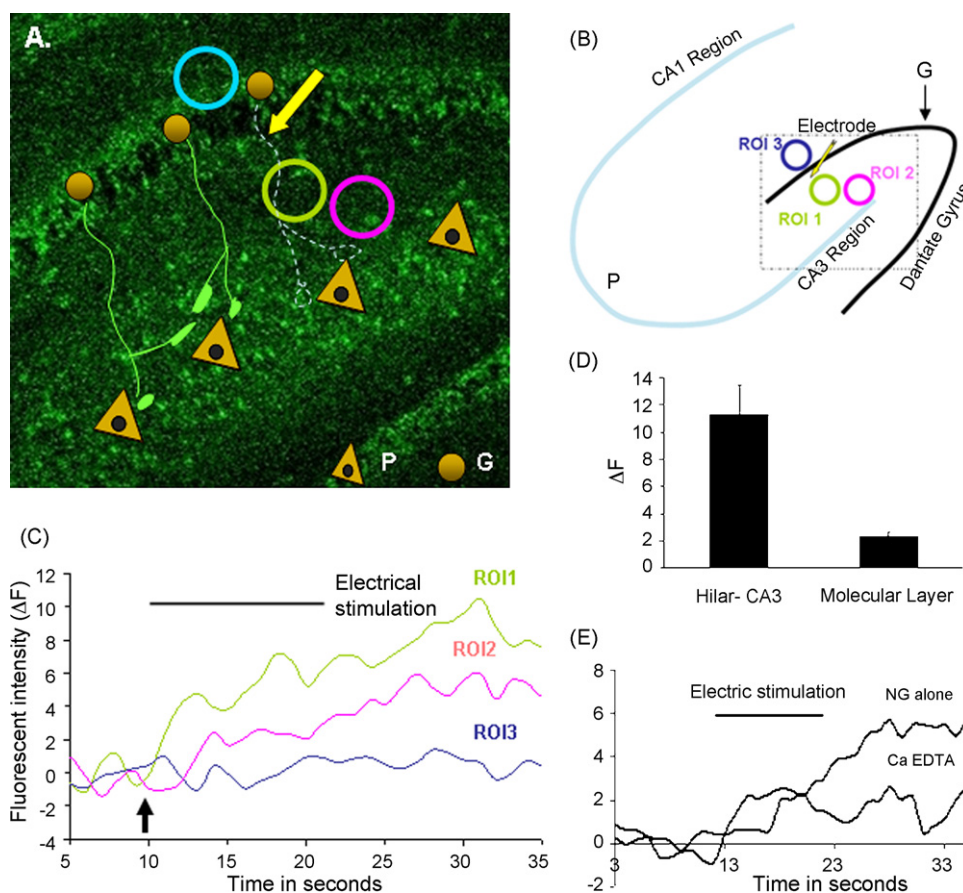 A.
P
G
(B)
CA1 Region
G
Electrode
ROI 3
ROI 2
ROI 1
CA3 Region
Dantate Gyrus
P
(D)
14
12
10
8
6
4
2
0
ΔF
Hilar- CA3
Molecular Layer
(C)
12
10
8
6
4
2
0
-2
-4
Fluorescent intensity (ΔF)
Electrical
stimulation
ROI1
ROI2
ROI3
5
10
15
20
25
30
35
Time in seconds
(E)
8
6
4
2
0
-2
Electric stimulation
NG alone
Ca EDTA
3
13
23
33
Time in seconds